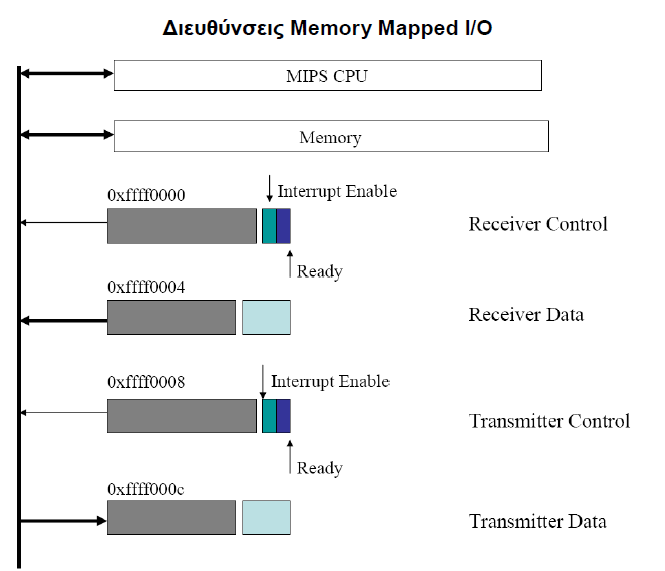 Διευθύνσεις Memory Mapped I/O
MIPS CPU
Memory
0xffff0000
Interrupt Enable
Receiver Control
Ready
0xffff0004
Receiver Data
0xffff0008
Interrupt Enable
Transmitter Control
Ready
0xffff000c
Transmitter Data